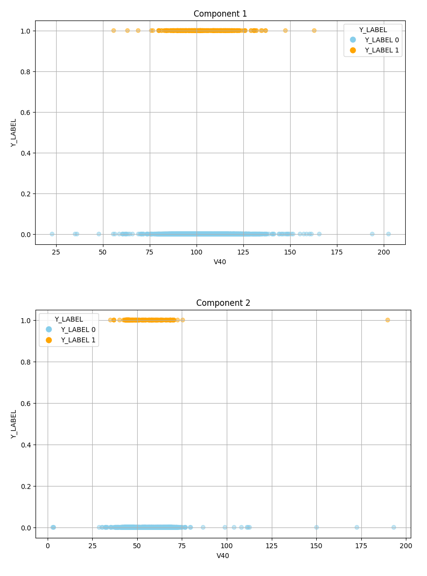 Component 1
Y_LABEL
Y_LABEL 0
Y_LABEL 1
1.0
0.8
0.6
0.4
0.2
0.0
Y_LABEL
25 50 75 100 125 150 175 200
V40
Component 2
Y_LABEL
Y_LABEL 0
Y_LABEL 1
1.0
0.8
0.6
0.4
0.2
0.0
Y_LABEL
0 25 50 75 100 125 150 175 200
V40